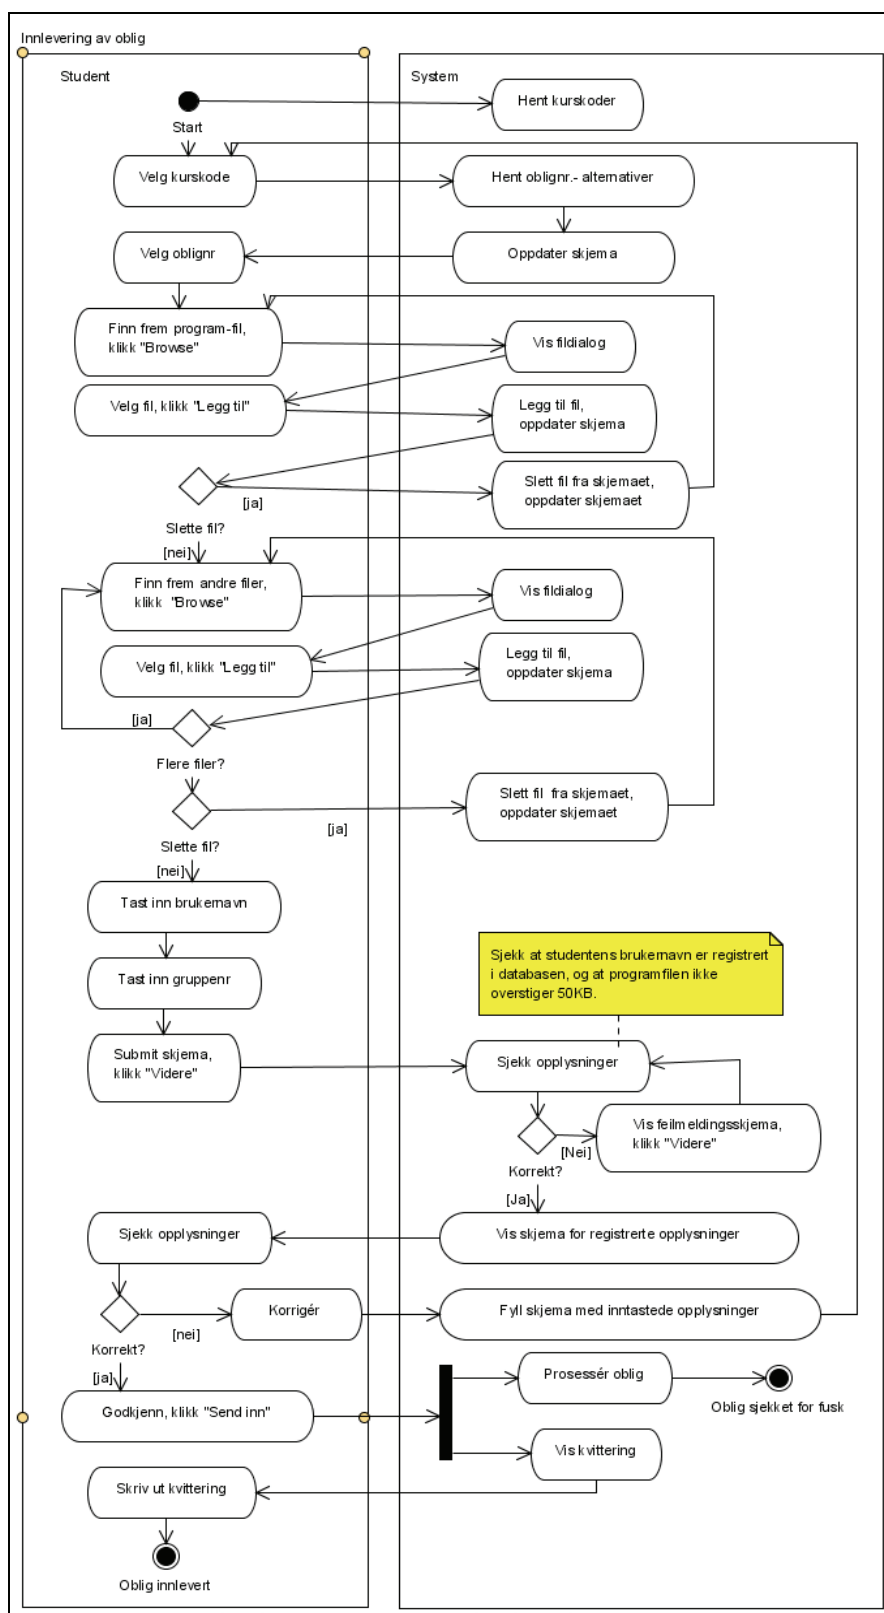 Innlevering av oblig
Student
System
Hent kurskoder
Start
Velg kurskode
Hent oblignr.- alternativer
Velg oblignr
Oppdater skjema
Finn frem program-fil,
klikk "Browse"
Vis fildialog
Velg fil, klikk "Legg til"
Legg til fil,
oppdater skjema
[ja]
Slett fil fra skjemaet,
oppdater skjemaet
Slette fil?
[nei]
Finn frem andre filer,
klikk "Browse"
Vis fildialog
Velg fil, klikk "Legg til"
Legg til fil,
oppdater skjema
[ja]
Flere filer?
Slett fil fra skjemaet,
oppdater skjemaet
[ja]
Slette fil?
[nei]
Tast inn brukernavn
Sjekk at studentens brukernavn er registrert
i databasen, og at programfilen ikke
overstiger 50KB.
Tast inn gruppenr
Submit skjema,
klikk "Videre"
Sjekk opplysninger
Vis feilmeldingsskjema,
klikk "Videre"
[Nei]
Korrekt?
[Ja]
Sjekk opplysninger
Vis skjema for registrerte opplysninger
Korrigér
Fyll skjema med inntastede opplysninger
[nei]
Korrekt?
[ja]
Prosessér oblig
Godkjenn, klikk "Send inn"
Oblig sjekket for fusk
Vis kvittering
Skriv ut kvittering
Oblig innlevert